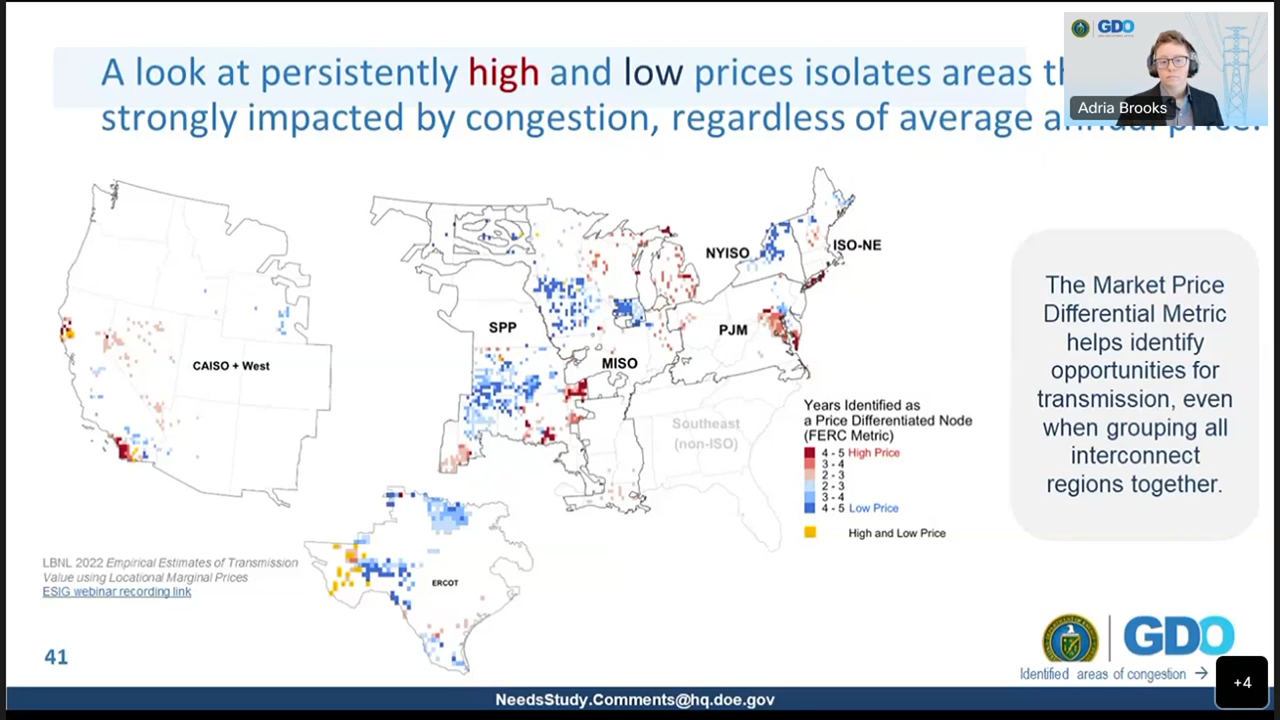 GDO
Adria Brooks
A look at persistently high and low prices isolates areas
strongly impacted by congestion, regardless of average annual price.
NYISO
ISO-NE
SPP
PJM
MISO
CAISO + West
Southeast
(non-ISO)
ERCOT
Years Identified as
a Price Differentiated Node
(FERC Metric)
4 - 5 High Price
3 - 4
2 - 3
2 - 3
3 - 4
4 - 5 Low Price
High and Low Price
The Market Price
Differential Metric
helps identify
opportunities for
transmission, even
when grouping all
interconnect
regions together.
LBNL 2022 Empirical Estimates of Transmission
Value using Locational Marginal Prices
ESIG webinar recording link
41
GDO
Identified areas of congestion →
+4
NeedsStudy.Comments@hq.doe.gov